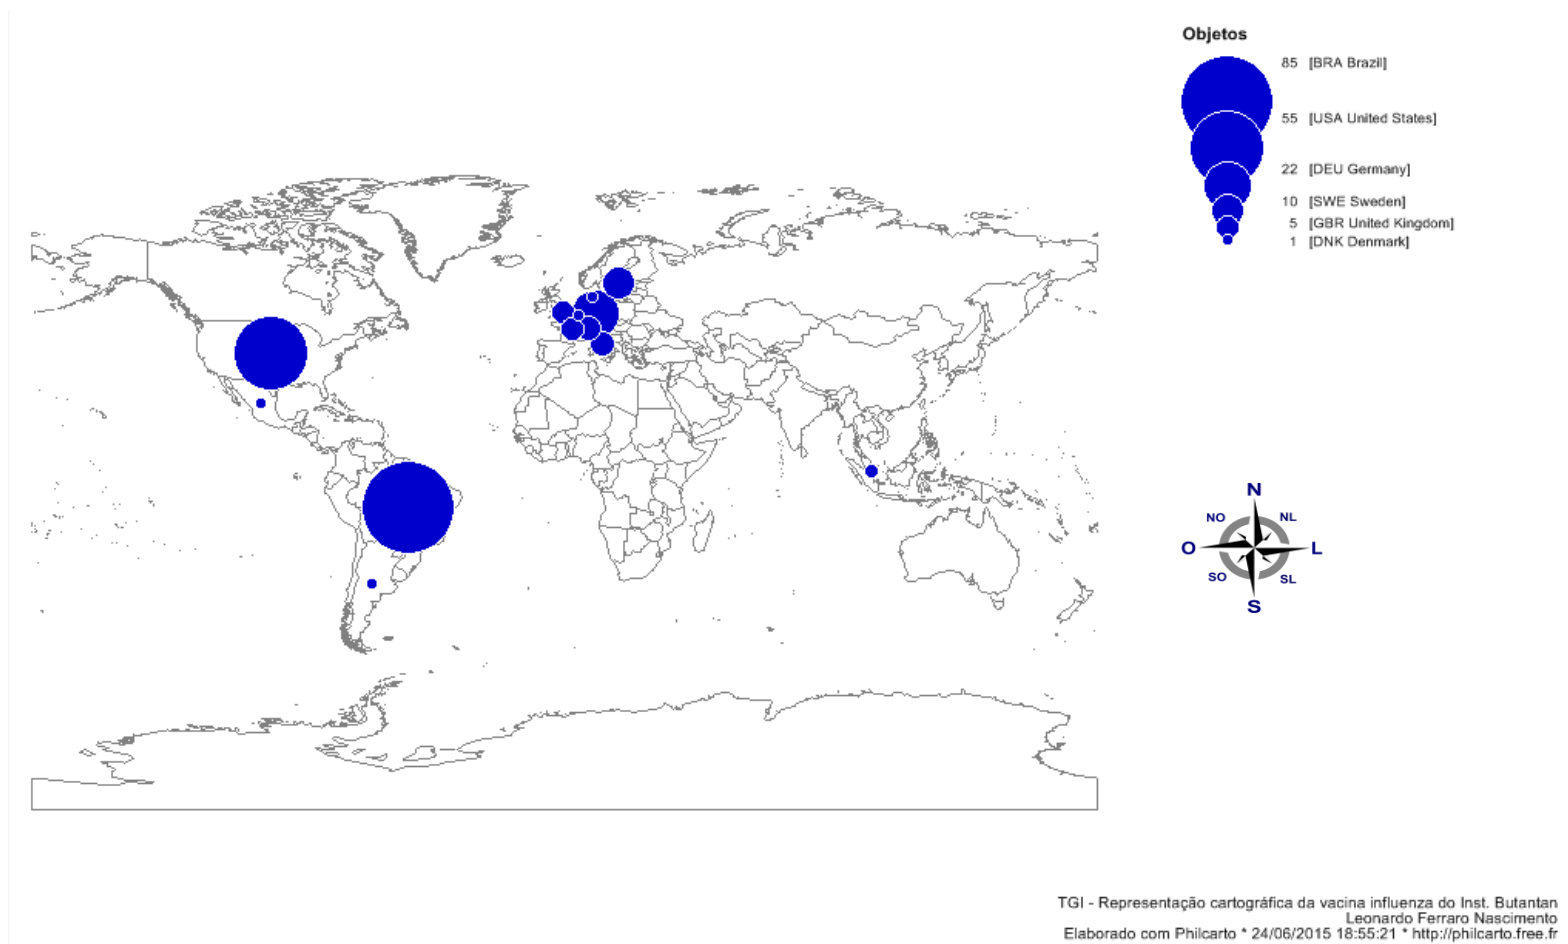 Objetos
85 [BRA Brazil]
55 [USA United States]
22 [DEU Germany]
10 [SWE Sweden]
5 [GBR United Kingdom]
1 [DNK Denmark]
N
NO NL
O L
SO SL
S
TGI - Representação cartográfica da vacina influenza do Inst. Butantan
Leonardo Ferraro Nascimento
Elaborado com Philcarto * 24/06/2015 18:55:21 * http://philcarto.free.fr